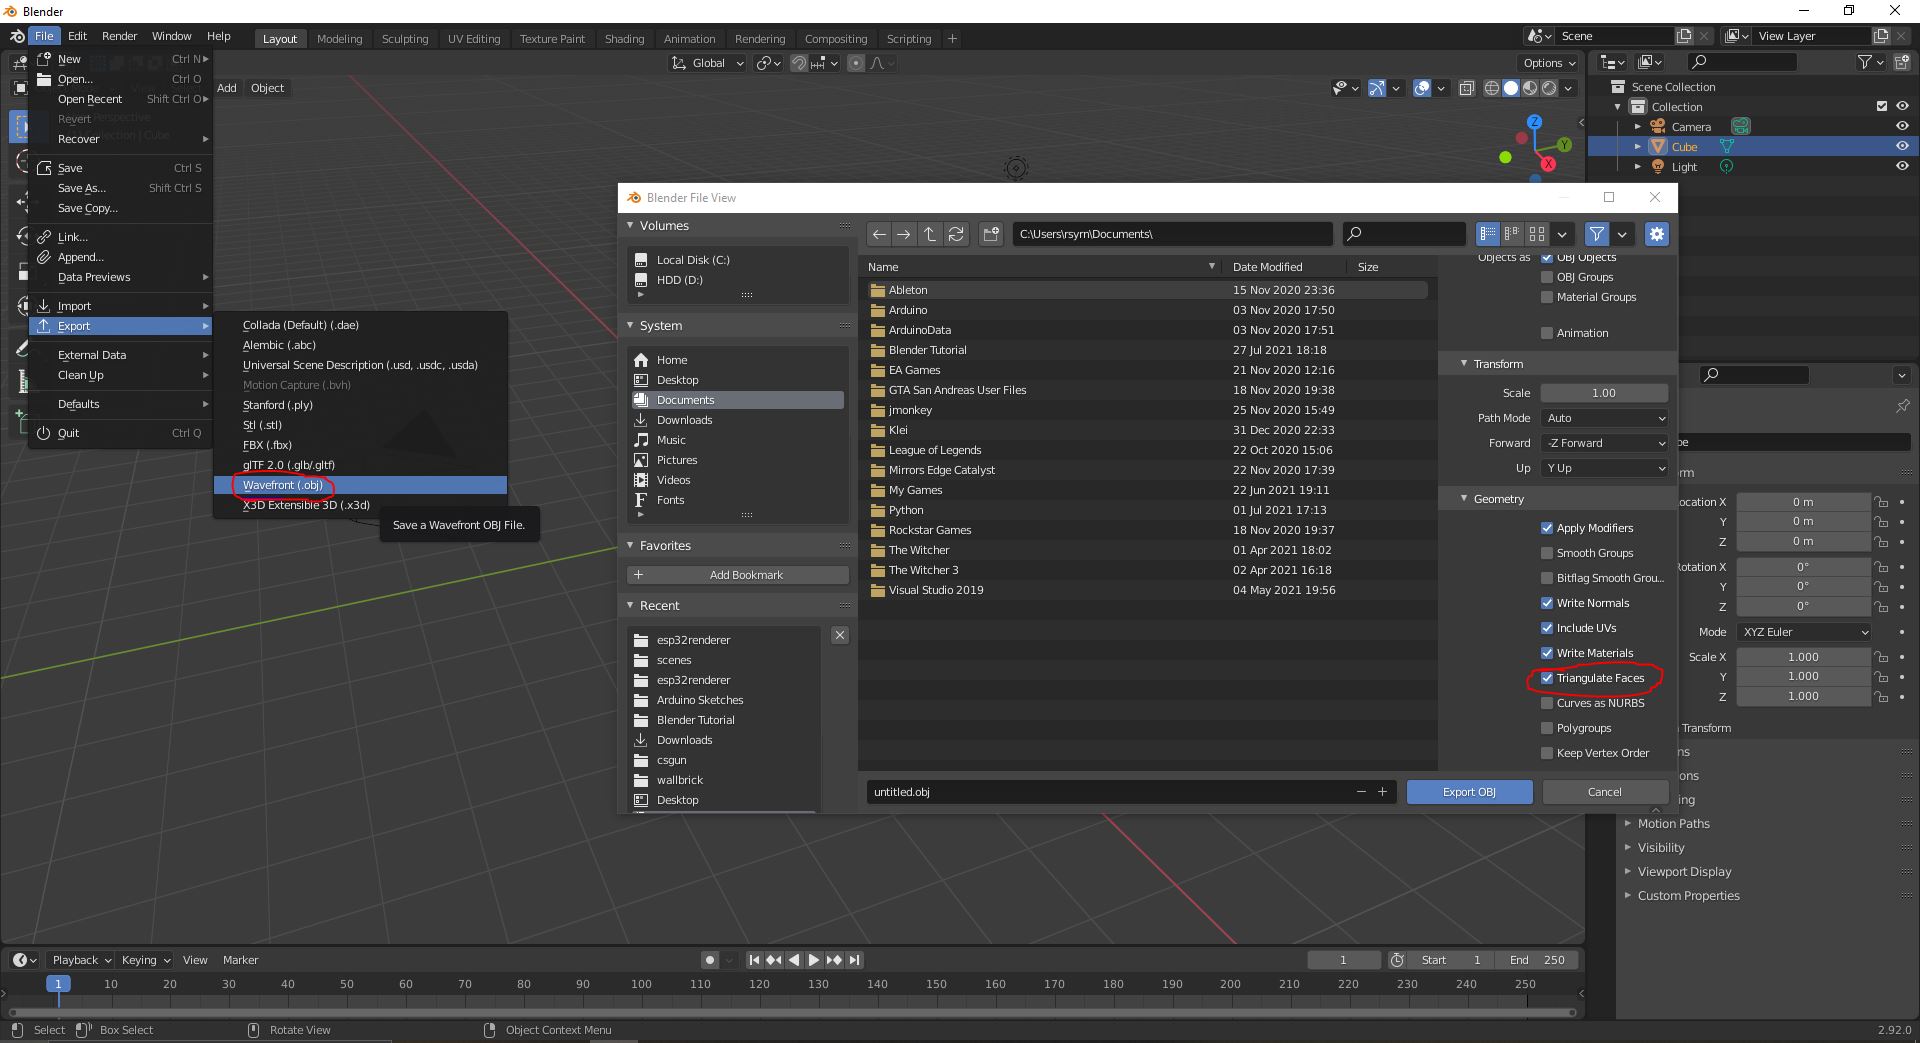 Blender
File Edit Render Window Help Layout Modeling Sculpting UV Editing Texture Paint Shading Animation Rendering Compositing Scripting + Scene View Layer
New Ctrl N
Open... Ctrl O
Open Recent Shift Ctrl O
Revert
Recover
Save Ctrl S
Save As... Shift Ctrl S
Save Copy...
Link...
Append...
Data Previews
Import
Export
External Data
Clean Up
Defaults
Quit Ctrl Q
Add Object
Perspective
Collection | Cube
Global
Options
Z
Y
X
Collada (Default) (.dae)
Alembic (.abc)
Universal Scene Description (.usd, .usdc, .usda)
Motion Capture (.bvh)
Stanford (.ply)
Stl (.stl)
FBX (.fbx)
glTF 2.0 (.glb/.gltf)
Wavefront (.obj)
X3D Extensible 3D (.x3d)
Save a Wavefront OBJ File.
Blender File View
Volumes
Local Disk (C:)
HDD (D:)
System
Home
Desktop
Documents
Downloads
Music
Pictures
Videos
Fonts
Favorites
+ Add Bookmark
Recent
esp32renderer
scenes
esp32renderer
Arduino Sketches
Blender Tutorial
Downloads
csgun
wallbrick
Desktop
C:\Users\rsyrn\Documents\
Name Date Modified Size
Ableton 15 Nov 2020 23:36
Arduino 03 Nov 2020 17:50
ArduinoData 03 Nov 2020 17:51
Blender Tutorial 27 Jul 2021 18:18
EA Games 21 Nov 2020 12:16
GTA San Andreas User Files 18 Nov 2020 19:38
jmonkey 25 Nov 2020 15:49
Klei 31 Dec 2020 22:33
League of Legends 22 Oct 2020 15:06
Mirrors Edge Catalyst 22 Nov 2020 17:39
My Games 22 Jun 2021 19:11
Python 01 Jul 2021 17:13
Rockstar Games 18 Nov 2020 19:37
The Witcher 01 Apr 2021 18:02
The Witcher 3 02 Apr 2021 16:18
Visual Studio 2019 04 May 2021 19:56
Objects as OBJ Objects
OBJ Groups
Material Groups
Animation
Transform
Scale 1.00
Path Mode Auto
Forward -Z Forward
Up Y Up
Geometry
Apply Modifiers
Smooth Groups
Bitflag Smooth Grou...
Write Normals
Include UVs
Write Materials
Triangulate Faces
Curves as NURBS
Polygroups
Keep Vertex Order
untitled.obj − + Export OBJ Cancel
Scene Collection
Collection
Camera
Cube
Light
be
rm
ocation X 0 m
Y 0 m
Z 0 m
Rotation X 0°
Y 0°
Z 0°
Mode XYZ Euler
Scale X 1.000
Y 1.000
Z 1.000
Transform
ns
ons
ing
Motion Paths
Visibility
Viewport Display
Custom Properties
Playback Keying View Marker 1 Start 1 End 250
1 10 20 30 40 50 60 70 80 90 100 110 120 130 140 150 160 170 180 190 200 210 220 230 240 250
Select Box Select Rotate View Object Context Menu 2.92.0